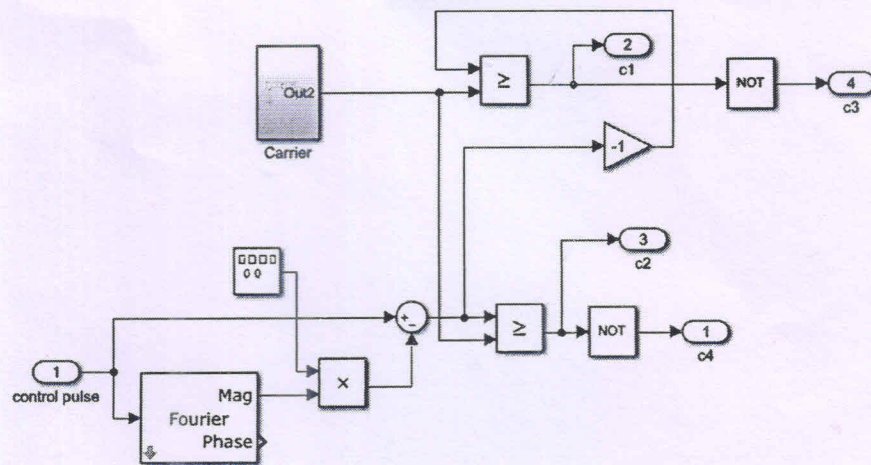 2
c1
≥
NOT
4
c3
Out2
Carrier
-1
3
c2
+
-
≥
NOT
1
c4
1
control pulse
×
Mag
Fourier
Phase